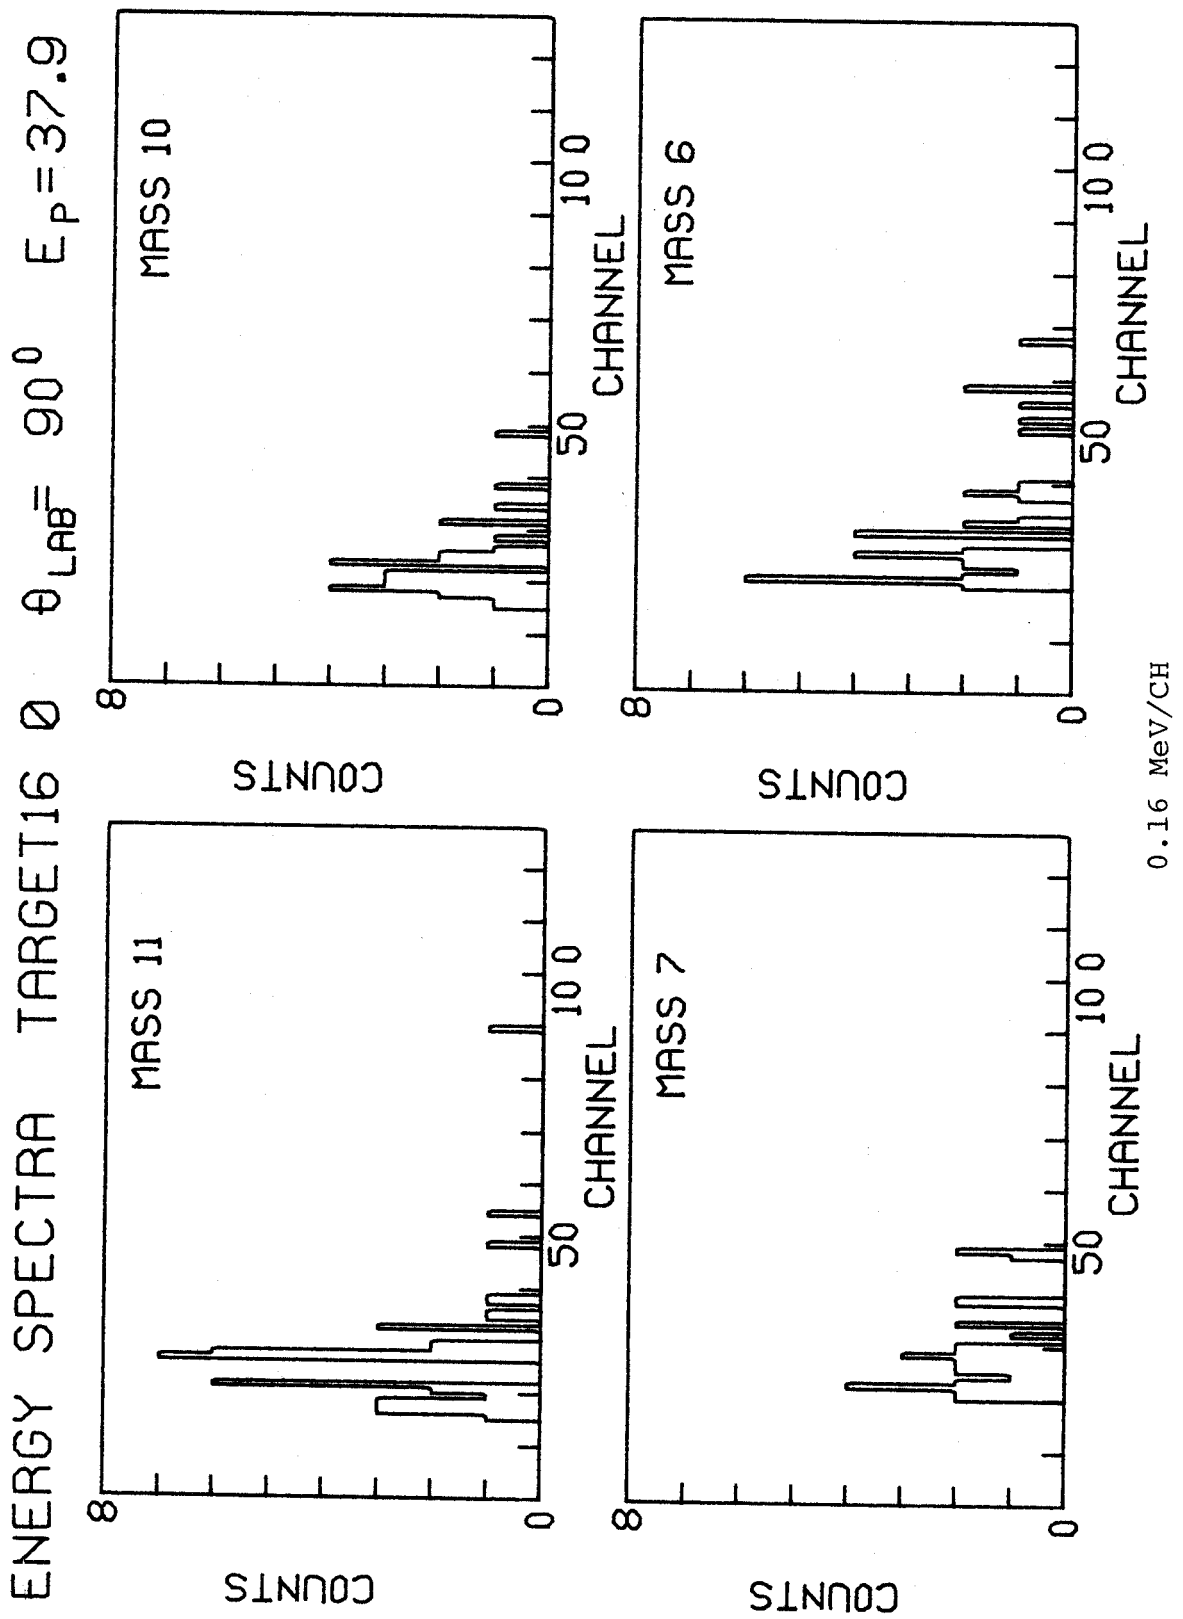 ENERGY SPECTRA TARGET16 0 θLAB= 90⁰ EP=37.9
MASS 11
8
0
COUNTS
50
100
CHANNEL
MASS 10
8
0
COUNTS
50
100
CHANNEL
MASS 7
8
0
COUNTS
50
100
CHANNEL
MASS 6
8
0
COUNTS
50
100
CHANNEL
0.16 MeV/CH